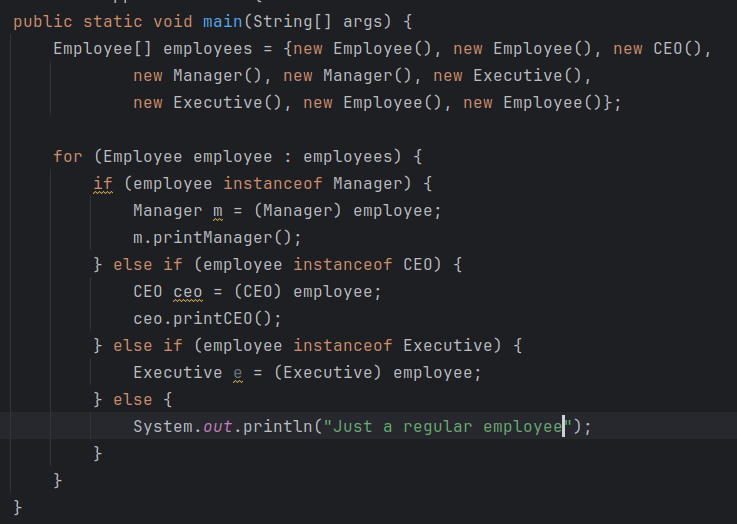 public static void main(String[] args) {
    Employee[] employees = {new Employee(), new Employee(), new CEO(),
            new Manager(), new Manager(), new Executive(),
            new Executive(), new Employee(), new Employee()};

    for (Employee employee : employees) {
        if (employee instanceof Manager) {
            Manager m = (Manager) employee;
            m.printManager();
        } else if (employee instanceof CEO) {
            CEO ceo = (CEO) employee;
            ceo.printCEO();
        } else if (employee instanceof Executive) {
            Executive e = (Executive) employee;
        } else {
            System.out.println("Just a regular employee");
        }
    }
}